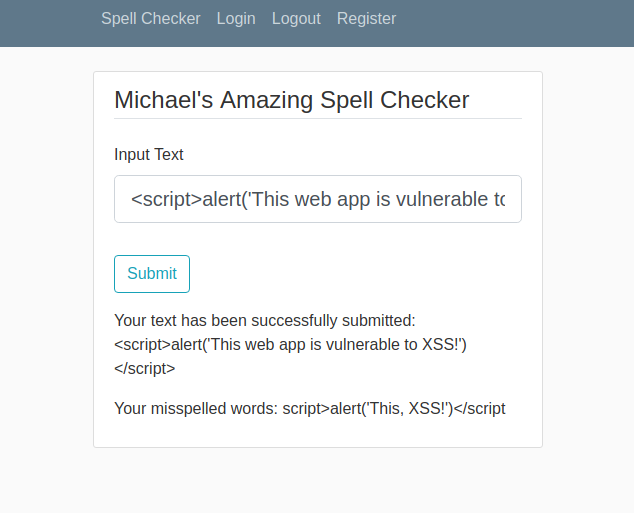 Spell Checker Login Logout Register
Michael's Amazing Spell Checker
Input Text
<script>alert('This web app is vulnerable to
Submit
Your text has been successfully submitted:
<script>alert('This web app is vulnerable to XSS!')
</script>
Your misspelled words: script>alert('This, XSS!')</script